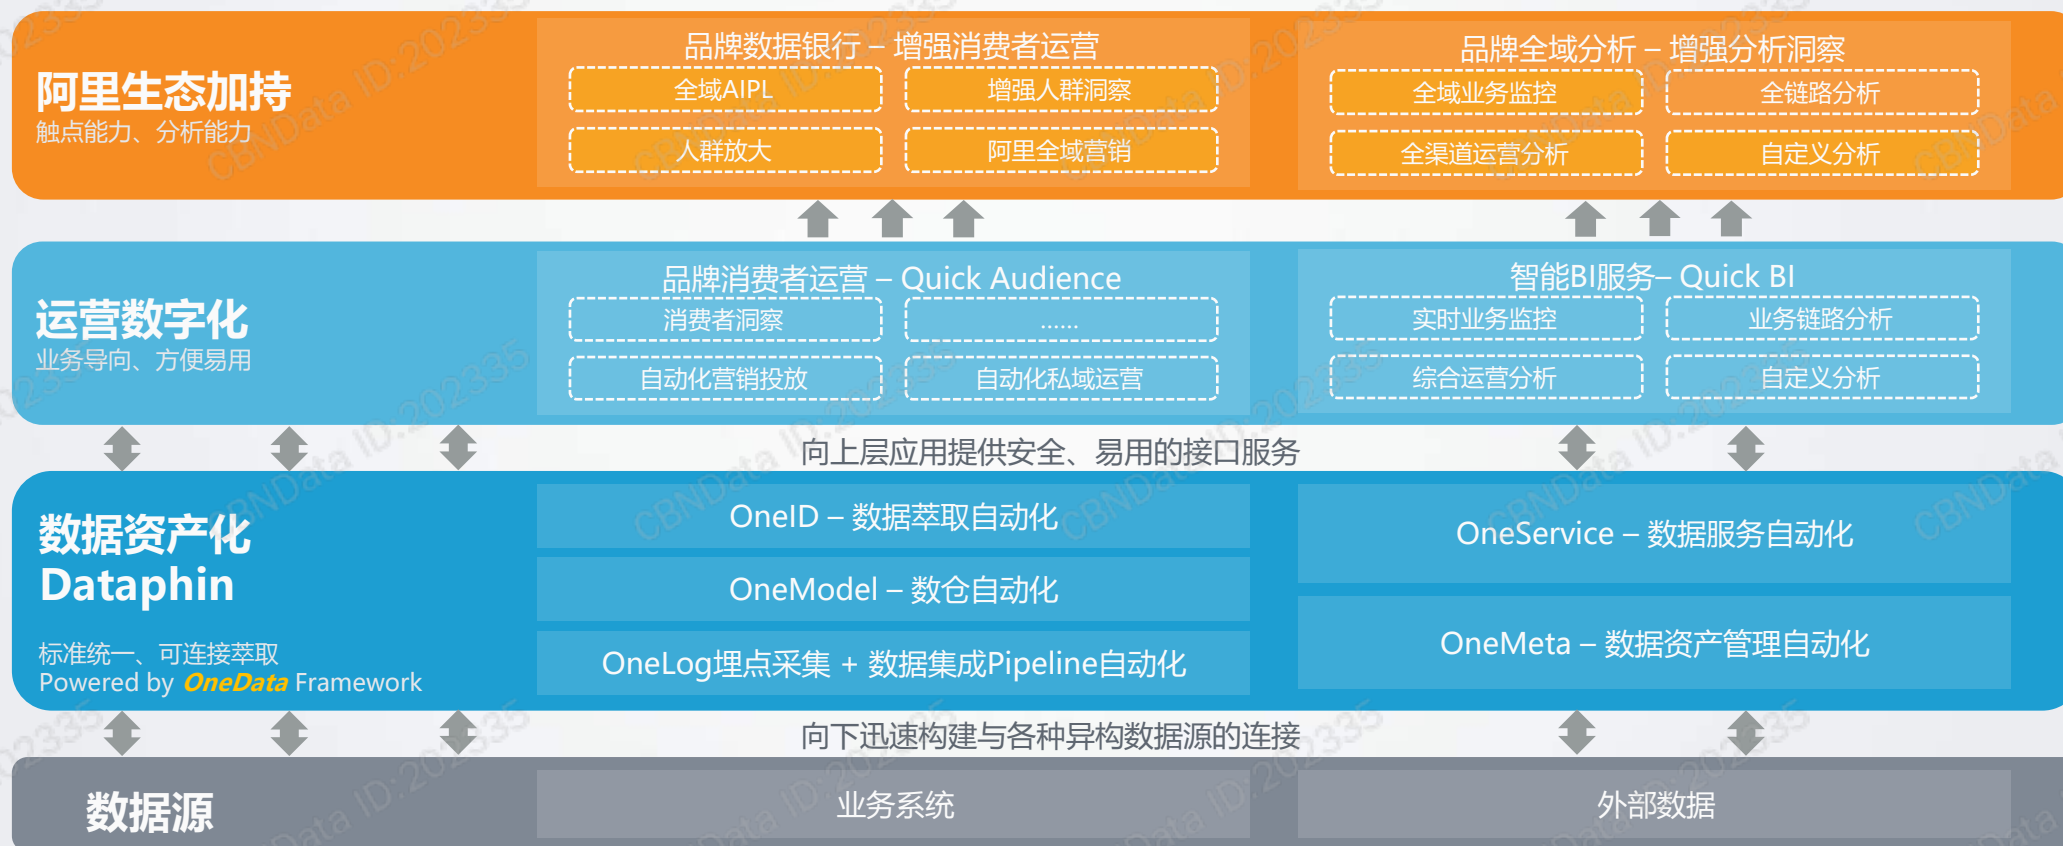 阿里生态加持
触点能力、分析能力
品牌数据银行 – 增强消费者运营
全域AIPL
增强人群洞察
人群放大
阿里全域营销
品牌全域分析 – 增强分析洞察
全域业务监控
全链路分析
全渠道运营分析
自定义分析
运营数字化
业务导向、方便易用
品牌消费者运营 – Quick Audience
消费者洞察
......
自动化营销投放
自动化私域运营
智能BI服务– Quick BI
实时业务监控
业务链路分析
综合运营分析
自定义分析
向上层应用提供安全、易用的接口服务
数据资产化
Dataphin
标准统一、可连接萃取
Powered by OneData Framework
OneID – 数据萃取自动化
OneModel – 数仓自动化
OneLog埋点采集 + 数据集成Pipeline自动化
OneService – 数据服务自动化
OneMeta – 数据资产管理自动化
向下迅速构建与各种异构数据源的连接
数据源
业务系统
外部数据
CBNData ID:202335